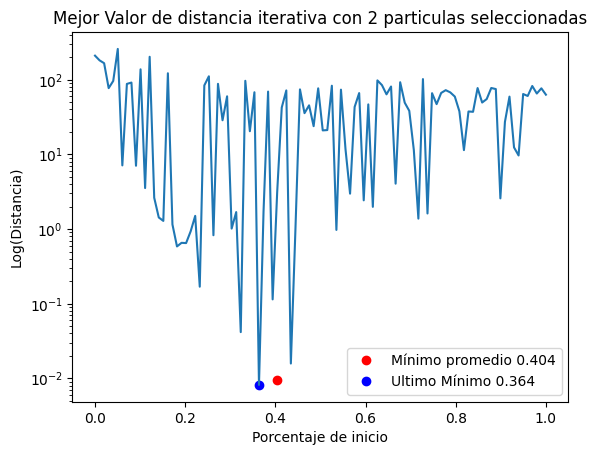 Mejor Valor de distancia iterativa con 2 particulas seleccionadas
Log(Distancia)
10²
10¹
10⁰
10⁻¹
10⁻²
Mínimo promedio 0.404
Ultimo Mínimo 0.364
0.0 0.2 0.4 0.6 0.8 1.0
Porcentaje de inicio